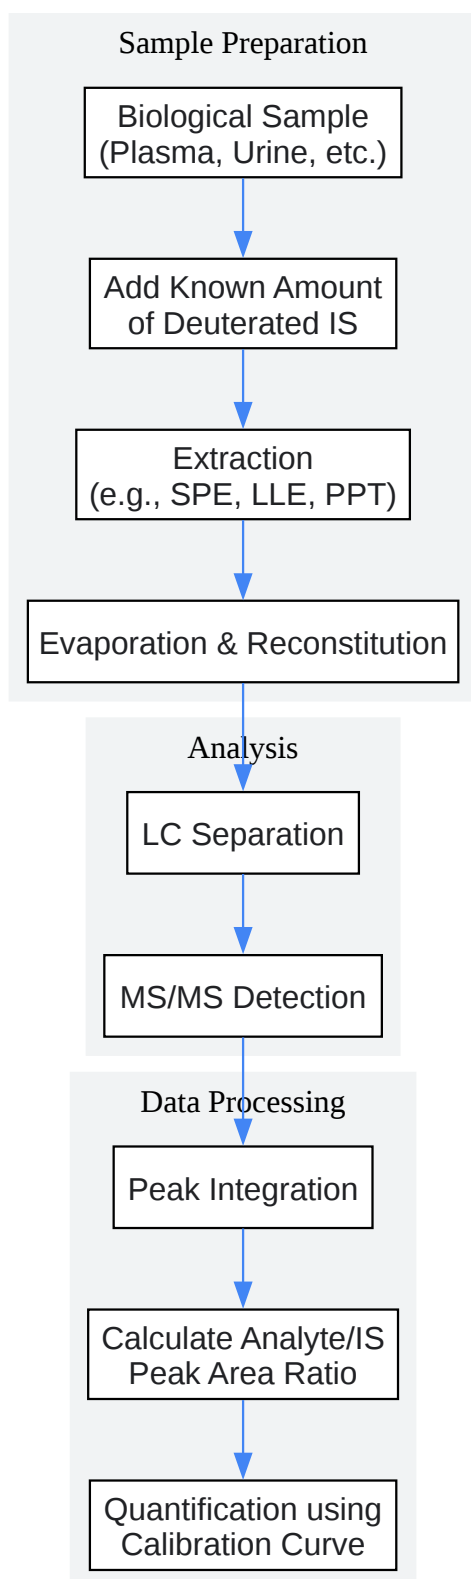 Sample Preparation
Biological Sample
(Plasma, Urine, etc.)
Add Known Amount
of Deuterated IS
Extraction
(e.g., SPE, LLE, PPT)
Evaporation & Reconstitution
Analysis
LC Separation
MS/MS Detection
Data Processing
Peak Integration
Calculate Analyte/IS
Peak Area Ratio
Quantification using
Calibration Curve